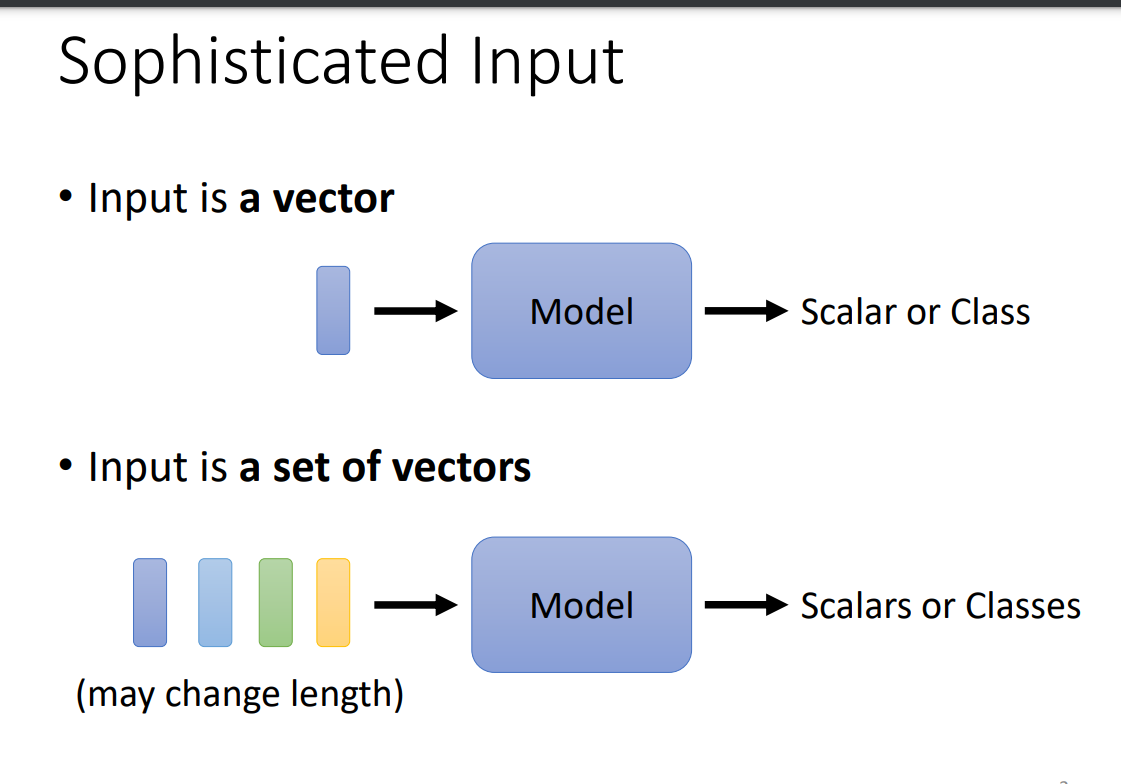 Sophisticated Input
• Input is a vector
Model
Scalar or Class
• Input is a set of vectors
Model
Scalars or Classes
(may change length)